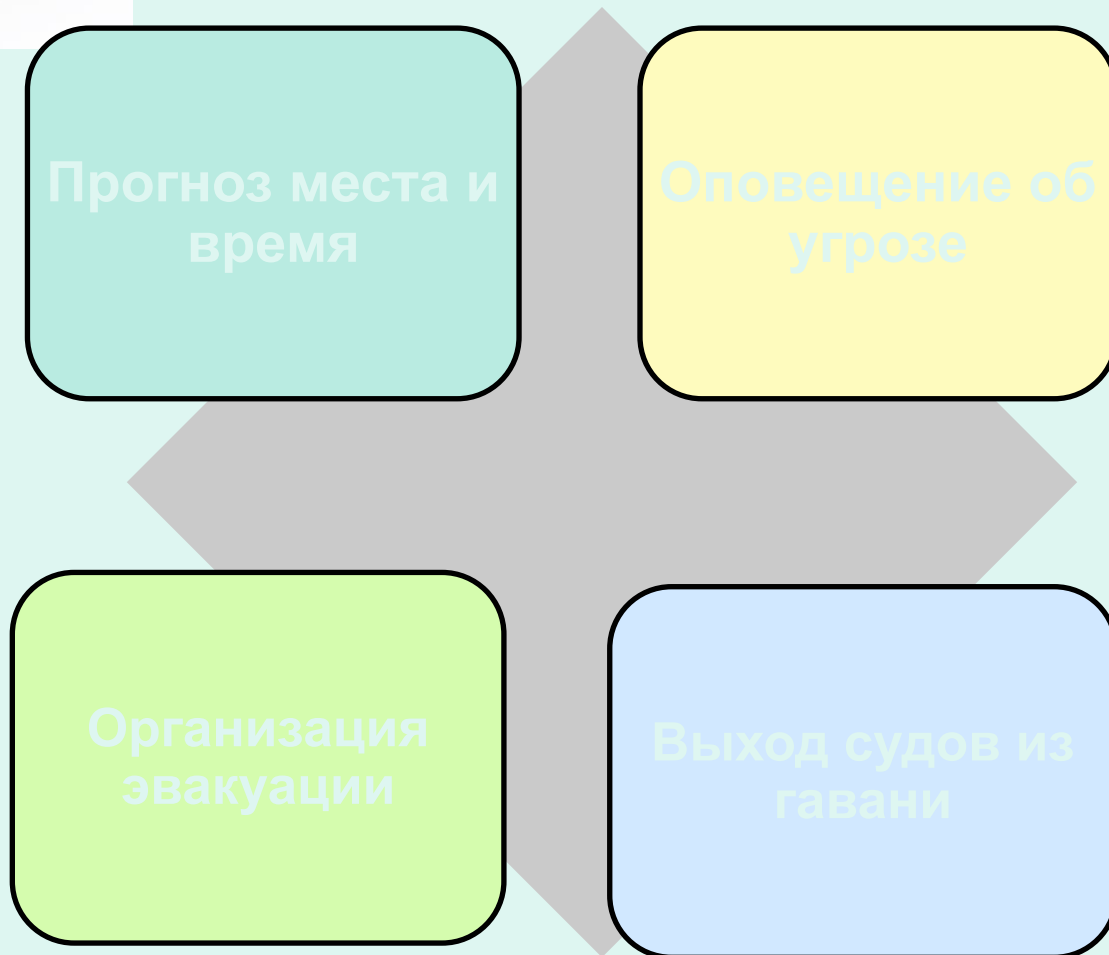 Прогноз места и
время
Оповещение об
угрозе
Организация
эвакуации
Выход судов из
гавани